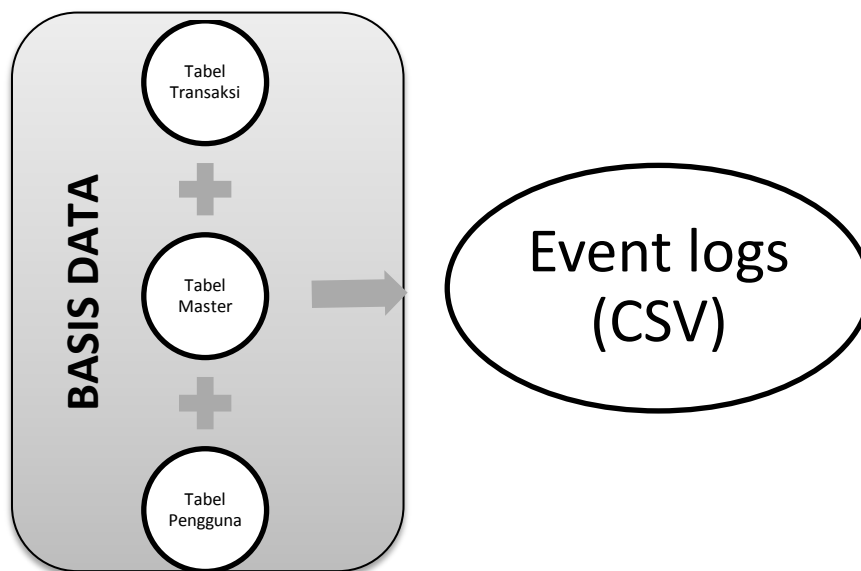 Tabel
Transaksi
BASIS DATA
Tabel
Master
Tabel
Pengguna
Event logs
(CSV)